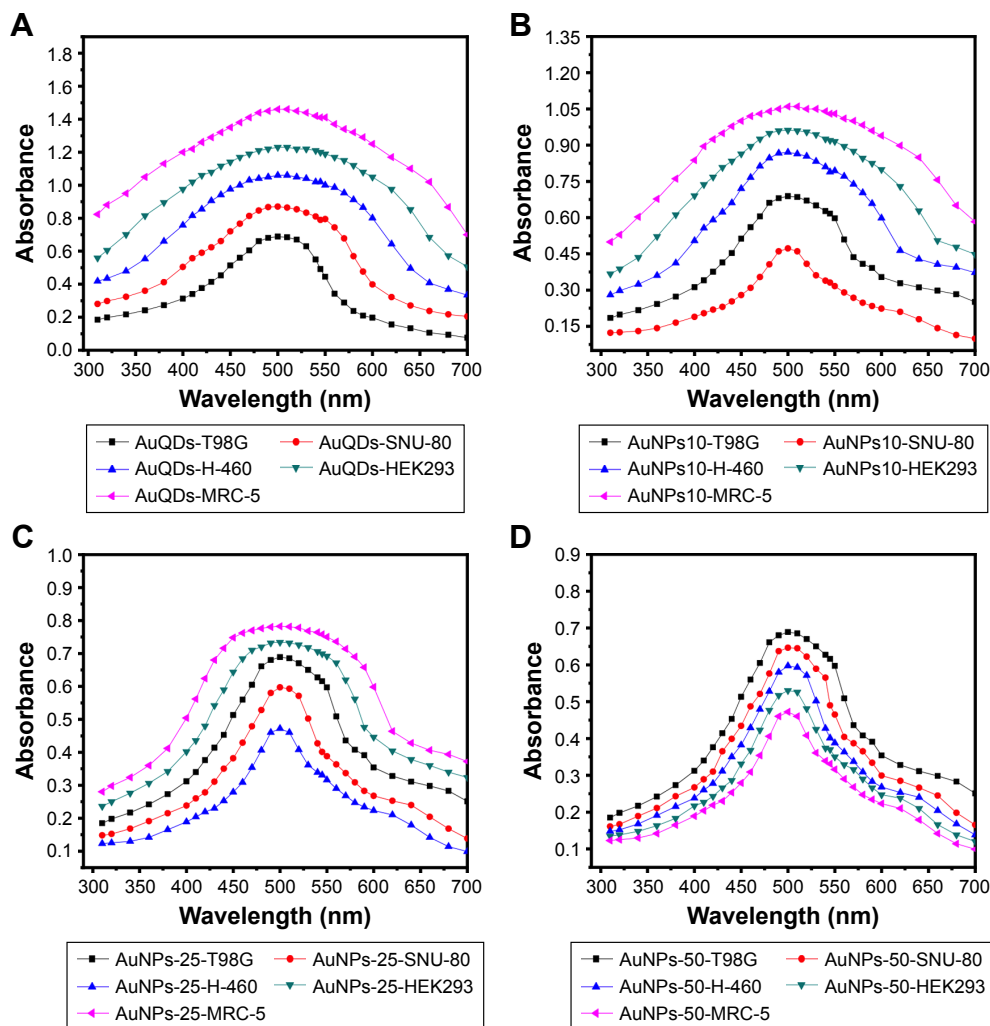 A
Absorbance
1.8
1.6
1.4
1.2
1.0
0.8
0.6
0.4
0.2
0.0
300 350 400 450 500 550 600 650 700
Wavelength (nm)
AuQDs-T98G AuQDs-SNU-80
AuQDs-H-460 AuQDs-HEK293
AuQDs-MRC-5
B
Absorbance
1.35
1.20
1.05
0.90
0.75
0.60
0.45
0.30
0.15
300 350 400 450 500 550 600 650 700
Wavelength (nm)
AuNPs10-T98G AuNPs10-SNU-80
AuNPs10-H-460 AuNPs10-HEK293
AuNPs10-MRC-5
C
Absorbance
1.0
0.9
0.8
0.7
0.6
0.5
0.4
0.3
0.2
0.1
300 350 400 450 500 550 600 650 700
Wavelength (nm)
AuNPs-25-T98G AuNPs-25-SNU-80
AuNPs-25-H-460 AuNPs-25-HEK293
AuNPs-25-MRC-5
D
Absorbance
0.9
0.8
0.7
0.6
0.5
0.4
0.3
0.2
0.1
300 350 400 450 500 550 600 650 700
Wavelength (nm)
AuNPs-50-T98G AuNPs-50-SNU-80
AuNPs-50-H-460 AuNPs-50-HEK293
AuNPs-50-MRC-5